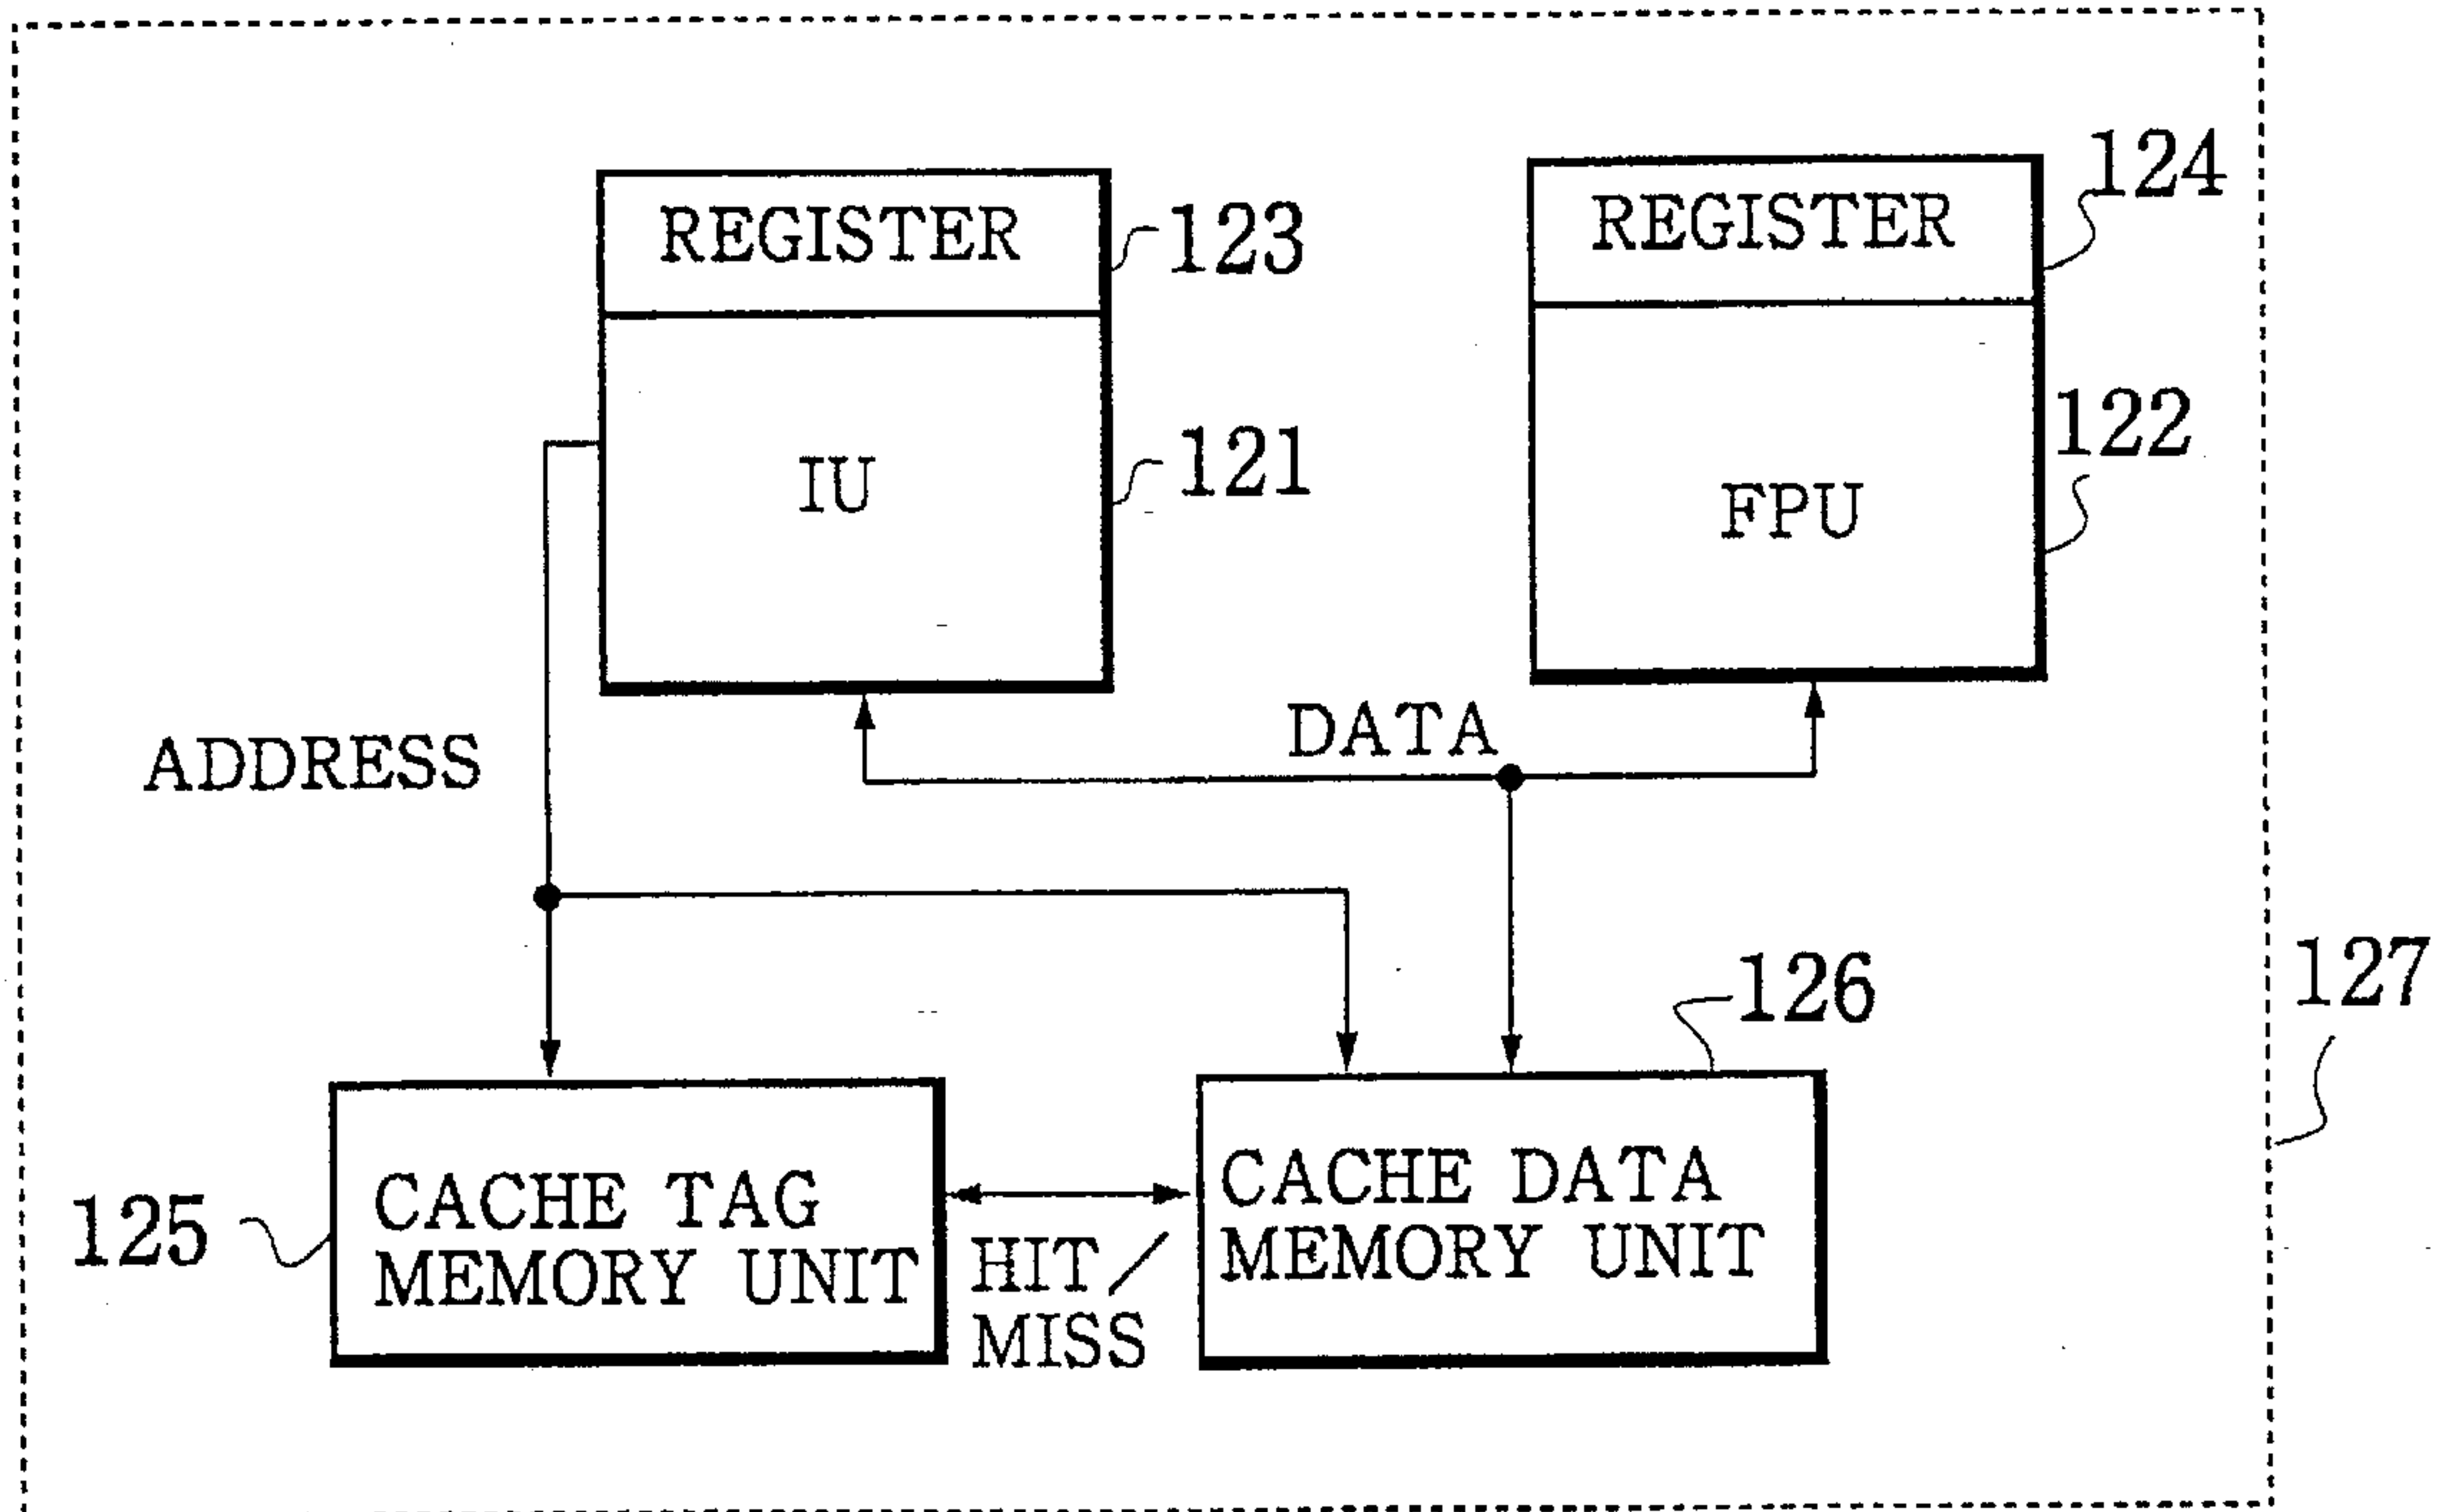 124
REGISTER
123
REGISTER
122
121
IU
FPU
DATA
ADDRESS
126
127
CACHE TAG
MEMORY UNIT
125
HIT/
MISS
CACHE DATA
MEMORY UNIT